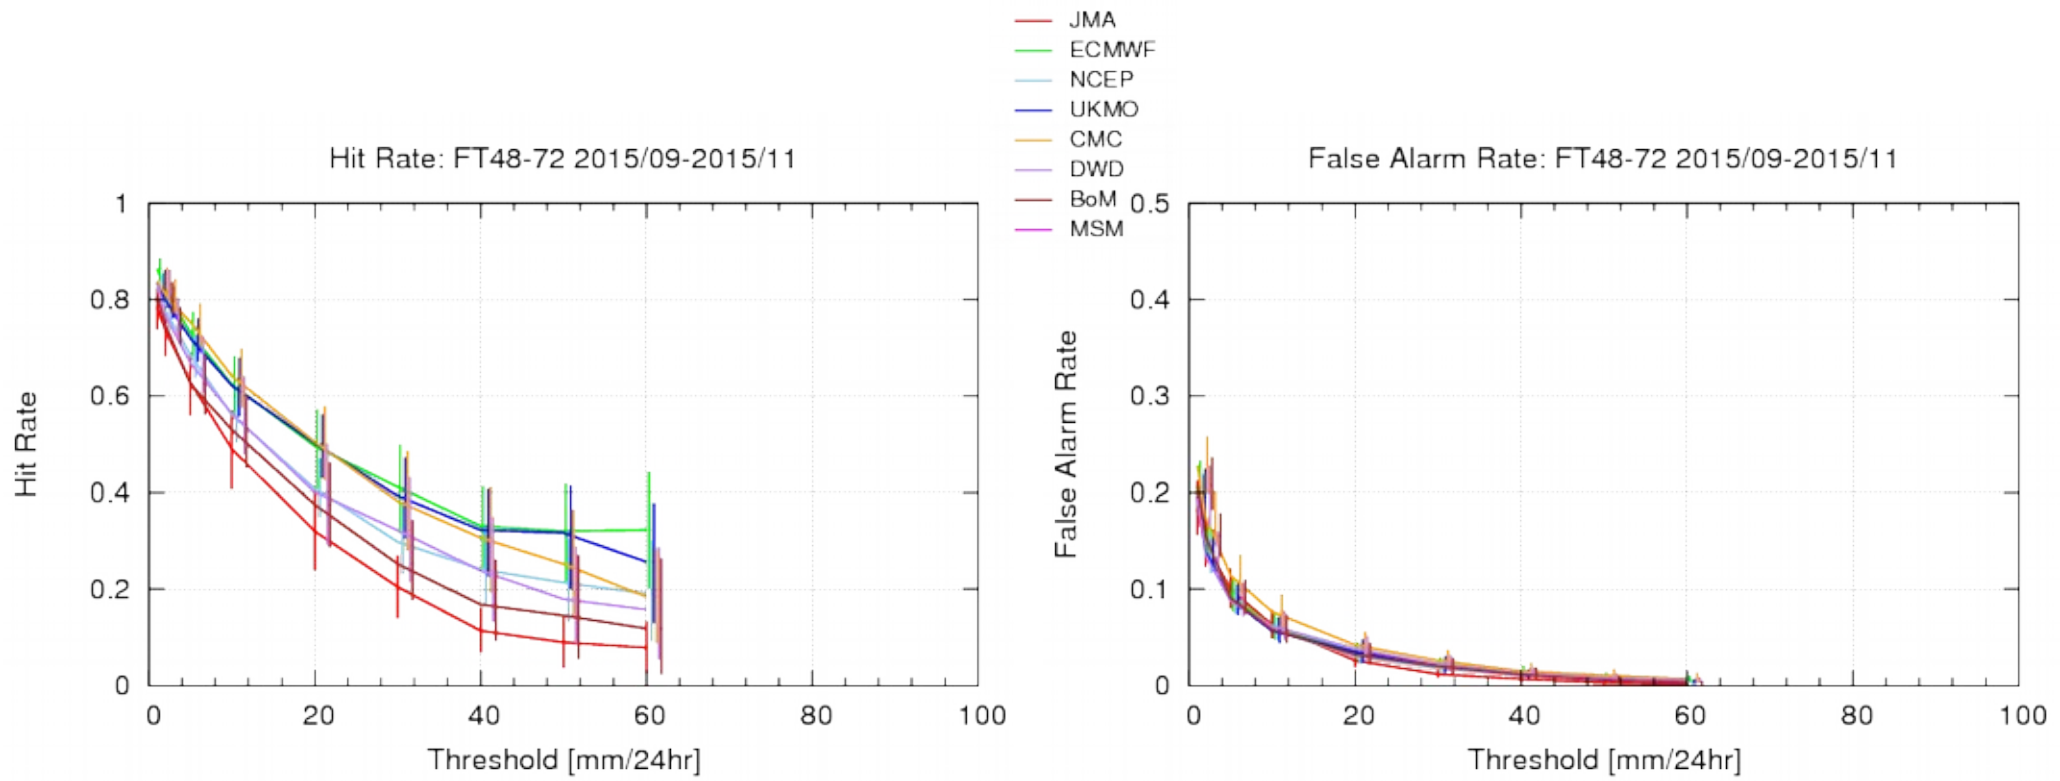 JMA
ECMWF
NCEP
UKMO
CMC
DWD
BoM
MSM
Hit Rate: FT48-72 2015/09-2015/11
1
0.8
0.6
0.4
0.2
0
Hit Rate
0 20 40 60 80 100
Threshold [mm/24hr]
False Alarm Rate: FT48-72 2015/09-2015/11
0.5
0.4
0.3
0.2
0.1
0
False Alarm Rate
0 20 40 60 80 100
Threshold [mm/24hr]